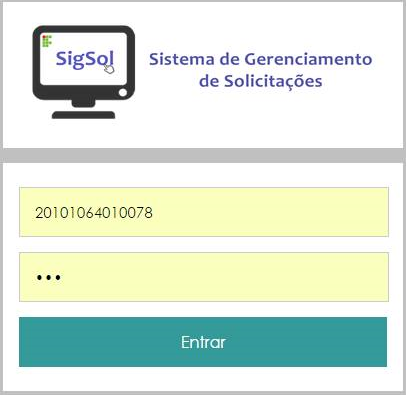 SigSol
Sistema de Gerenciamento
de Solicitações
20101064010078
•••
Entrar